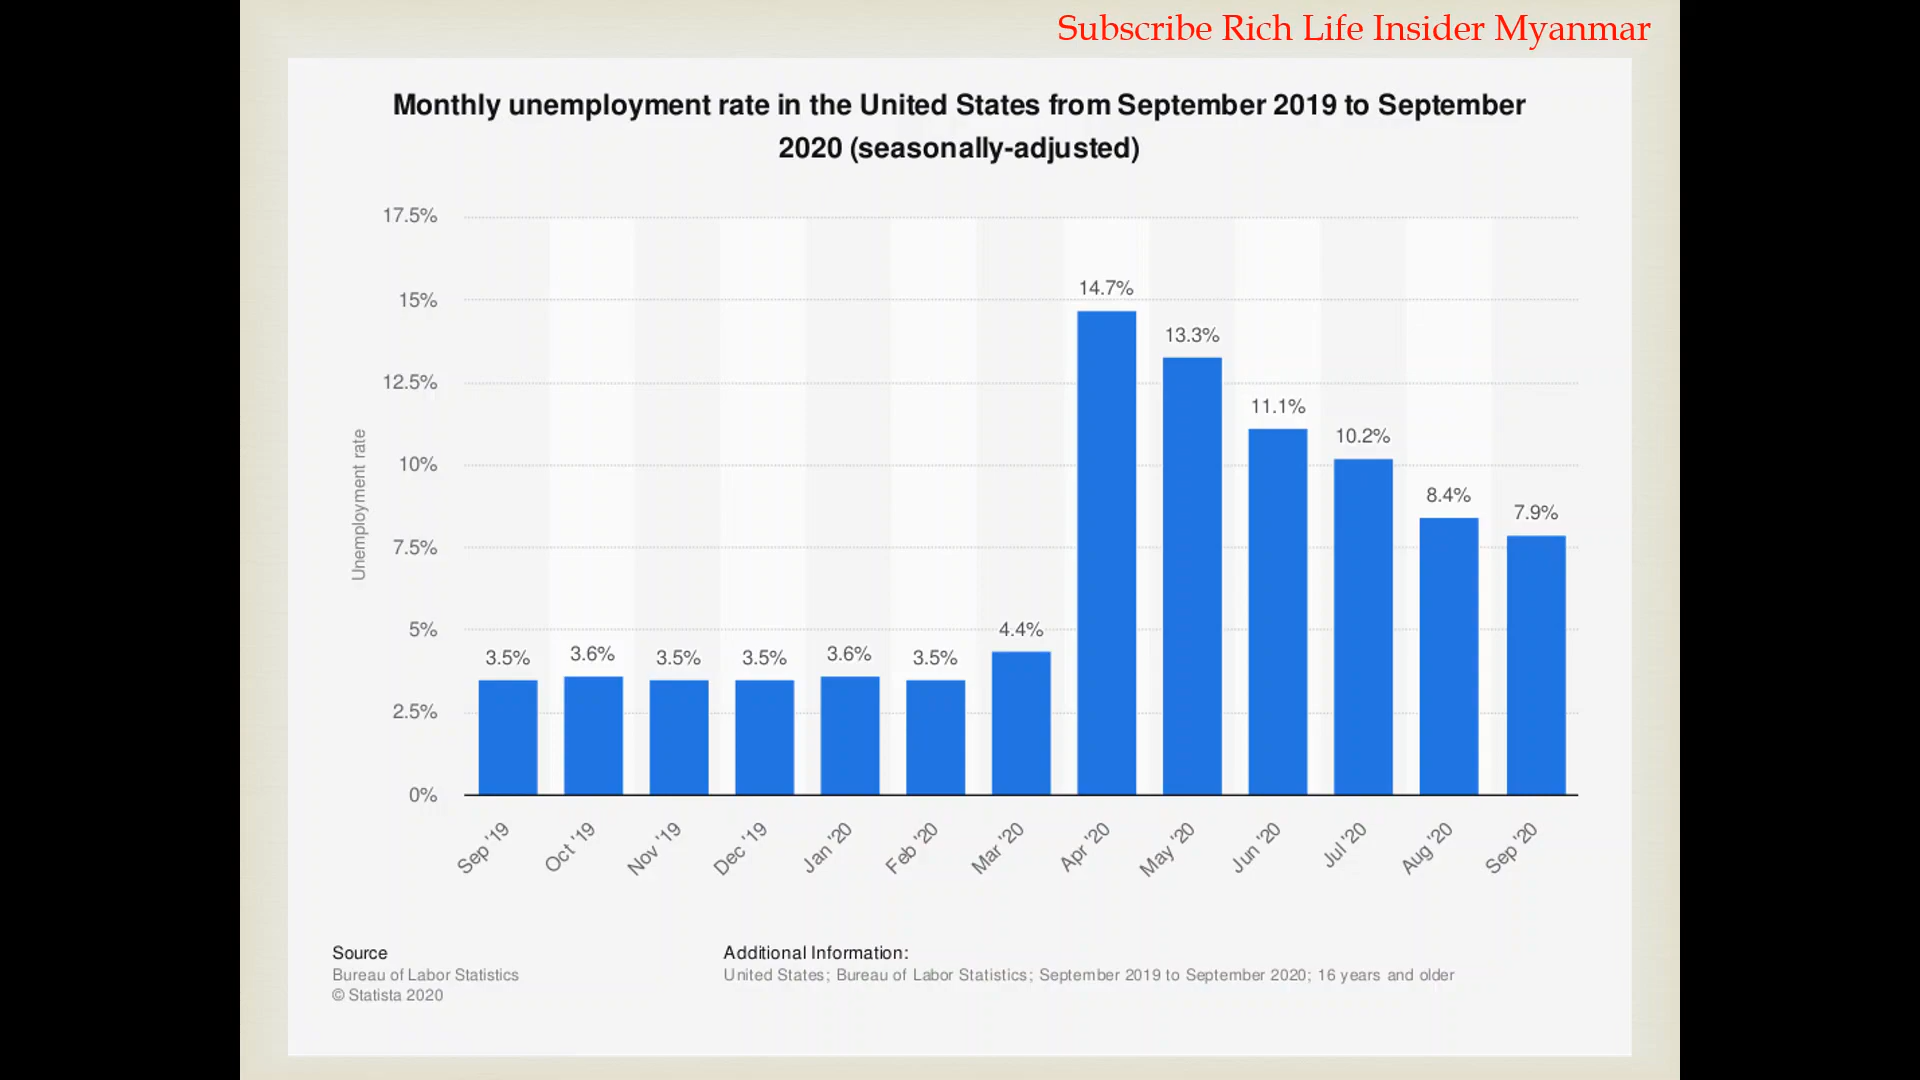 Subscribe Rich Life Insider Myanmar
Monthly unemployment rate in the United States from September 2019 to September
2020 (seasonally-adjusted)
Unemployment rate
17.5%
15%
12.5%
10%
7.5%
5%
2.5%
0%
3.5%
3.6%
3.5%
3.5%
3.6%
3.5%
4.4%
14.7%
13.3%
11.1%
10.2%
8.4%
7.9%
Sep '19
Oct '19
Nov '19
Dec '19
Jan '20
Feb '20
Mar '20
Apr '20
May '20
Jun '20
Jul '20
Aug '20
Sep '20
Source
Bureau of Labor Statistics
© Statista 2020
Additional Information:
United States; Bureau of Labor Statistics; September 2019 to September 2020; 16 years and older